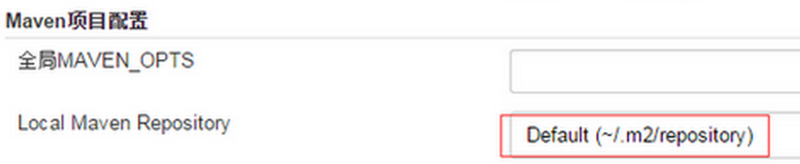 Maven项目配置
全局MAVEN_OPTS
Local Maven Repository
Default (~/.m2/repository)